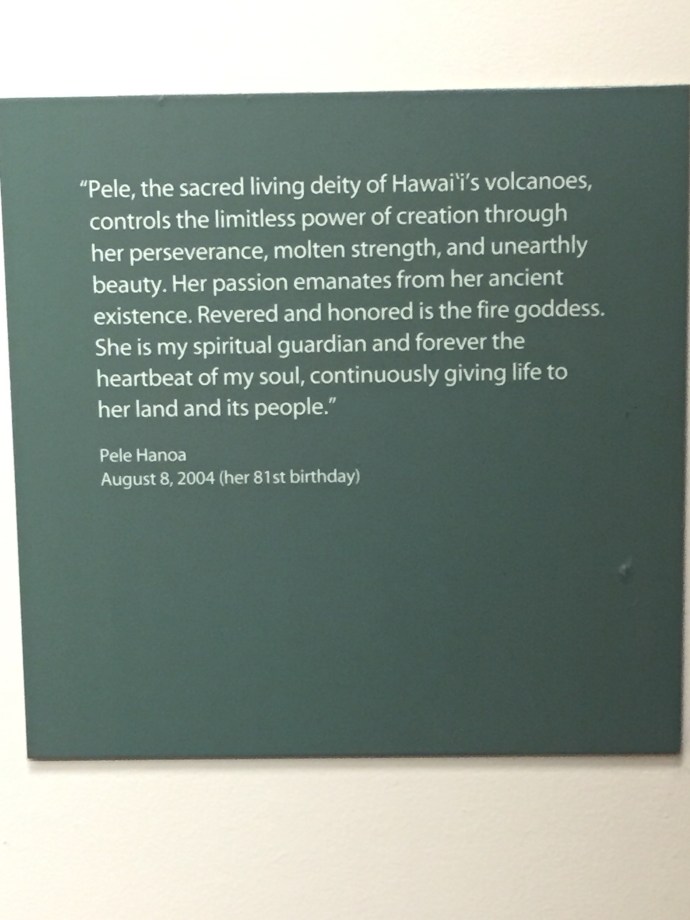 “Pele, the sacred living deity of Hawai‘i’s volcanoes,
controls the limitless power of creation through
her perseverance, molten strength, and unearthly
beauty. Her passion emanates from her ancient
existence. Revered and honored is the fire goddess.
She is my spiritual guardian and forever the
heartbeat of my soul, continuously giving life to
her land and its people.”
Pele Hanoa
August 8, 2004 (her 81st birthday)